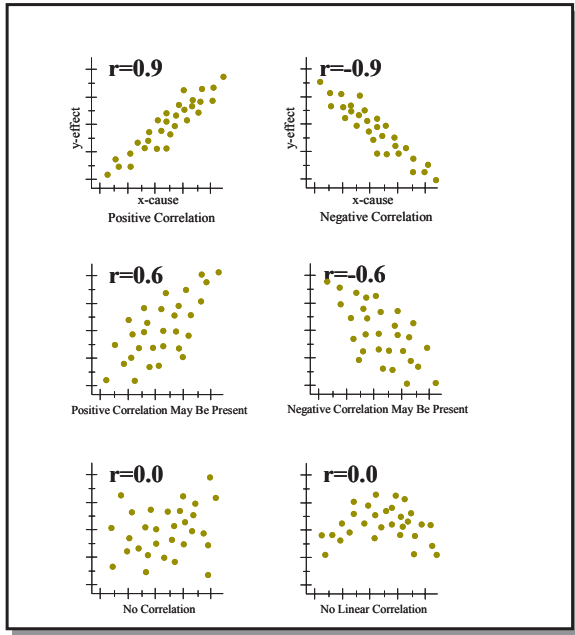 r=0.9
y-effect
x-cause
Positive Correlation
r=-0.9
y-effect
x-cause
Negative Correlation
r=0.6
Positive Correlation May Be Present
r=-0.6
Negative Correlation May Be Present
r=0.0
No Correlation
r=0.0
No Linear Correlation